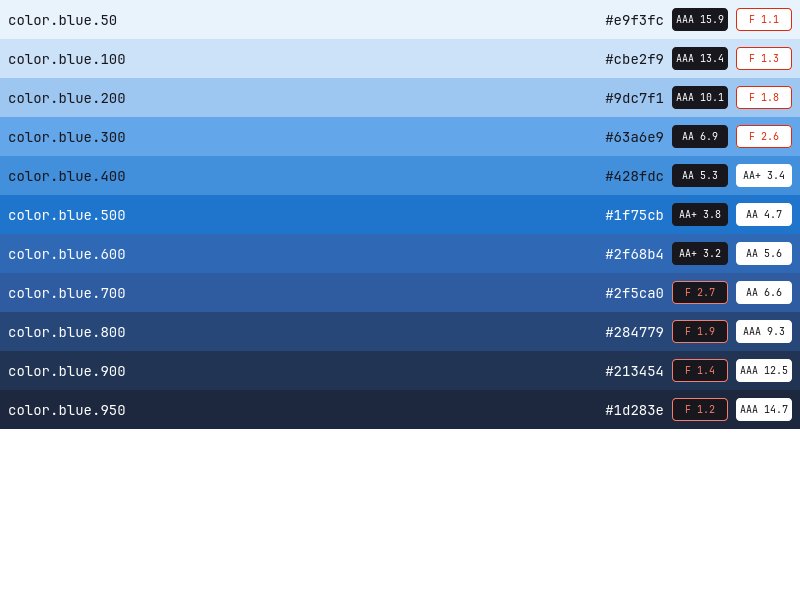 color.blue.50 #e9f3fc AAA 15.9 F 1.1
color.blue.100 #cbe2f9 AAA 13.4 F 1.3
color.blue.200 #9dc7f1 AAA 10.1 F 1.8
color.blue.300 #63a6e9 AA 6.9 F 2.6
color.blue.400 #428fdc AA 5.3 AA+ 3.4
color.blue.500 #1f75cb AA+ 3.8 AA 4.7
color.blue.600 #2f68b4 AA+ 3.2 AA 5.6
color.blue.700 #2f5ca0 F 2.7 AA 6.6
color.blue.800 #284779 F 1.9 AAA 9.3
color.blue.900 #213454 F 1.4 AAA 12.5
color.blue.950 #1d283e F 1.2 AAA 14.7